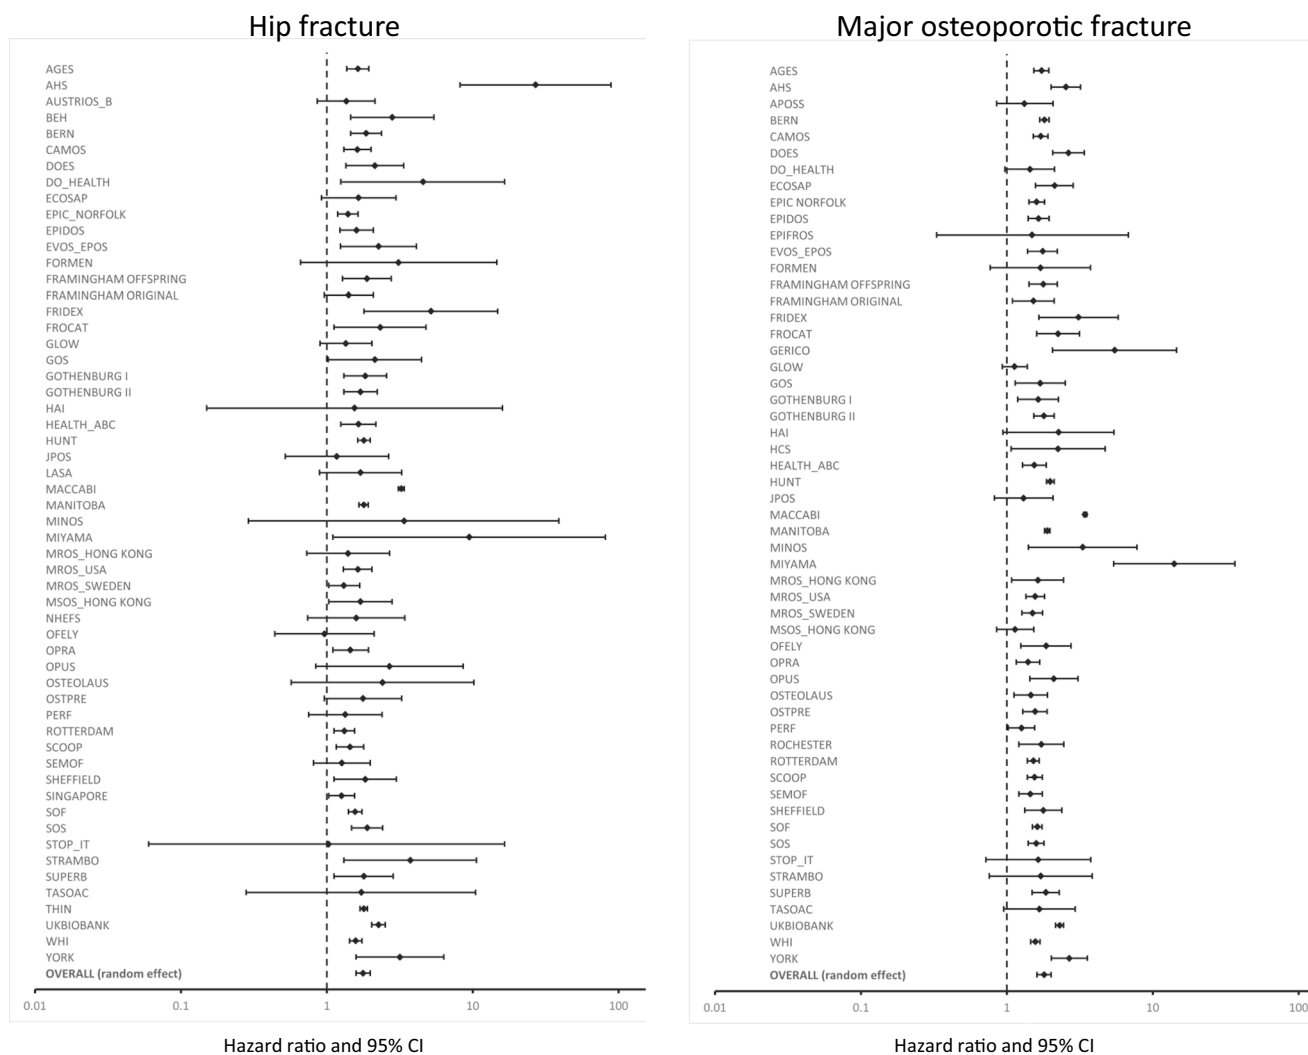 Hip fracture
AGES
AHS
AUSTRIOS_B
BEH
BERN
CAMOS
DOES
DO_HEALTH
ECOSAP
EPIC_NORFOLK
EPIDOS
EVOS_EPOS
FORMEN
FRAMINGHAM OFFSPRING
FRAMINGHAM ORIGINAL
FRIDEX
FROCAT
GLOW
GOS
GOTHENBURG I
GOTHENBURG II
HAI
HEALTH_ABC
HUNT
JPOS
LASA
MACCABI
MANITOBA
MINOS
MIYAMA
MROS_HONG KONG
MROS_USA
MROS_SWEDEN
MSOS_HONG KONG
NHEFS
OFELY
OPRA
OPUS
OSTEOLAUS
OSTPRE
PERF
ROTTERDAM
SCOOP
SEMOF
SHEFFIELD
SINGAPORE
SOF
SOS
STOP_IT
STRAMBO
SUPERB
TASOAC
THIN
UKBIOBANK
WHI
YORK
OVERALL (random effect)
0.01 0.1 1 10 100
Hazard ratio and 95% CI
Major osteoporotic fracture
AGES
AHS
APOSS
BERN
CAMOS
DOES
DO_HEALTH
ECOSAP
EPIC NORFOLK
EPIDOS
EPIFROS
EVOS_EPOS
FORMEN
FRAMINGHAM OFFSPRING
FRAMINGHAM ORIGINAL
FRIDEX
FROCAT
GERICO
GLOW
GOS
GOTHENBURG I
GOTHENBURG II
HAI
HCS
HEALTH_ABC
HUNT
JPOS
MACCABI
MANITOBA
MINOS
MIYAMA
MROS_HONG KONG
MROS_USA
MROS_SWEDEN
MSOS_HONG KONG
OFELY
OPRA
OPUS
OSTEOLAUS
OSTPRE
PERF
ROCHESTER
ROTTERDAM
SCOOP
SEMOF
SHEFFIELD
SOF
SOS
STOP_IT
STRAMBO
SUPERB
TASOAC
UKBIOBANK
WHI
YORK
OVERALL (random effect)
0.01 0.1 1 10 100
Hazard ratio and 95% CI